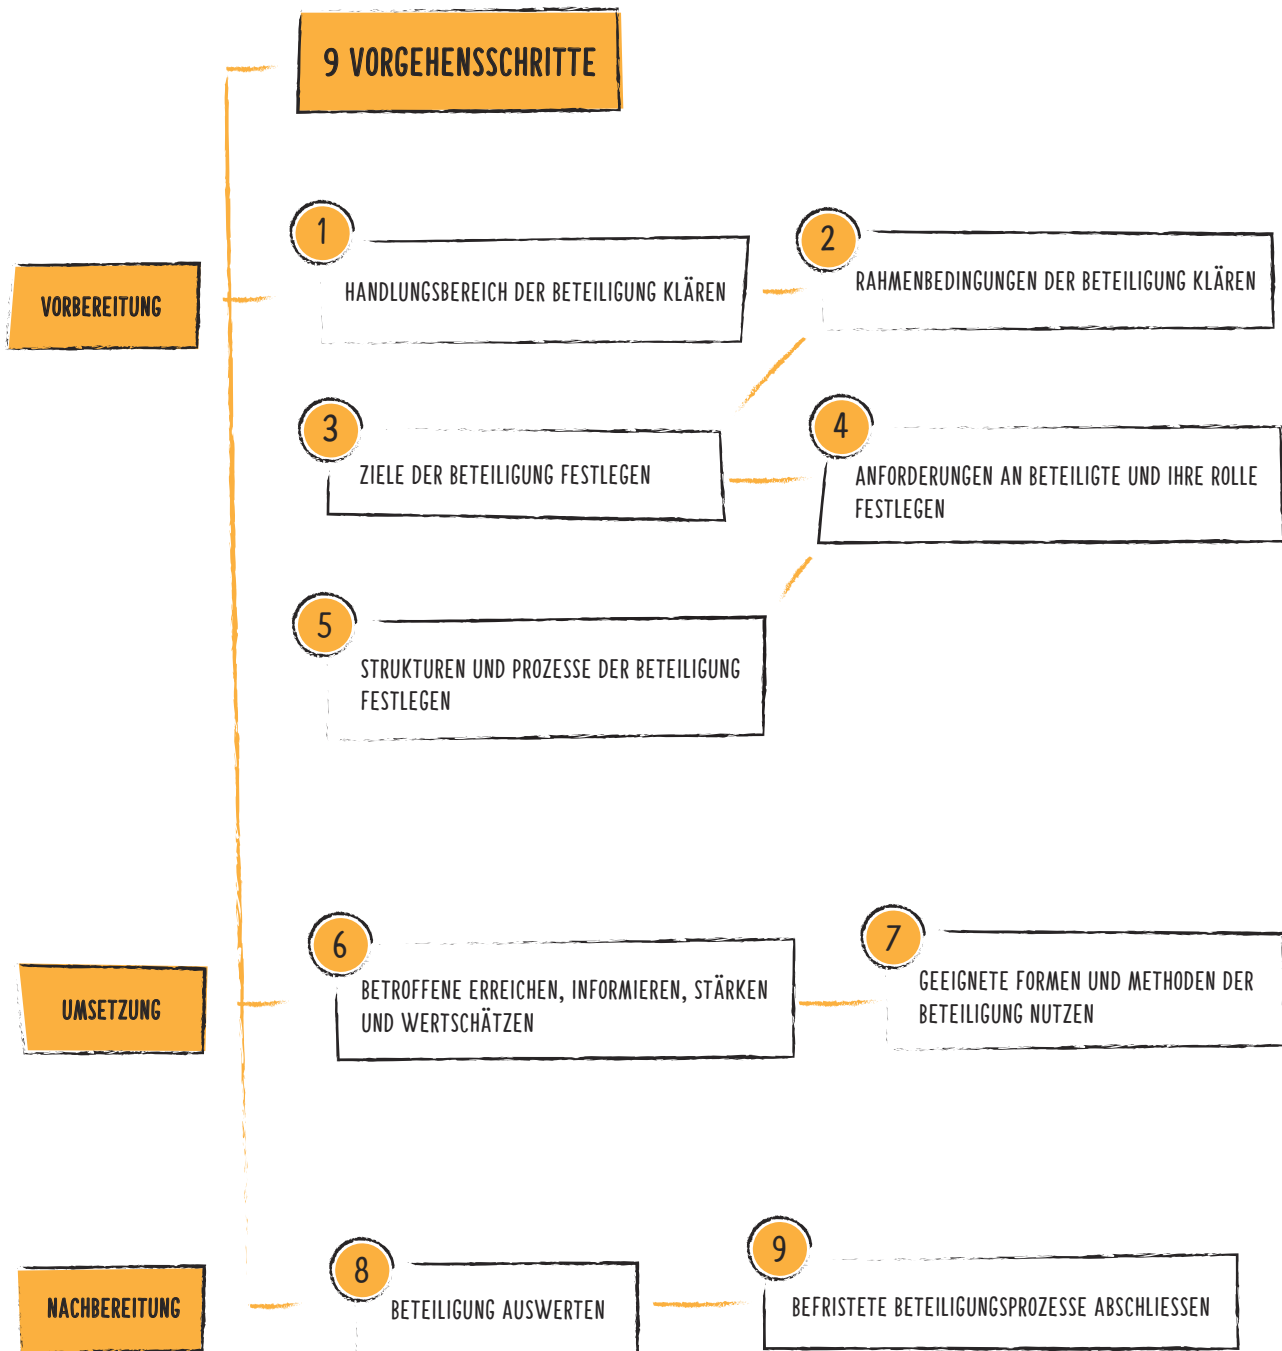 9 VORGEHENSSCHRITTE
VORBEREITUNG
1
HANDLUNGSBEREICH DER BETEILIGUNG KLÄREN
2
RAHMENBEDINGUNGEN DER BETEILIGUNG KLÄREN
3
ZIELE DER BETEILIGUNG FESTLEGEN
4
ANFORDERUNGEN AN BETEILIGTE UND IHRE ROLLE
FESTLEGEN
5
STRUKTUREN UND PROZESSE DER BETEILIGUNG
FESTLEGEN
UMSETZUNG
6
BETROFFENE ERREICHEN, INFORMIEREN, STÄRKEN
UND WERTSCHÄTZEN
7
GEEIGNETE FORMEN UND METHODEN DER
BETEILIGUNG NUTZEN
NACHBEREITUNG
8
BETEILIGUNG AUSWERTEN
9
BEFRISTETE BETEILIGUNGSPROZESSE ABSCHLIESSEN